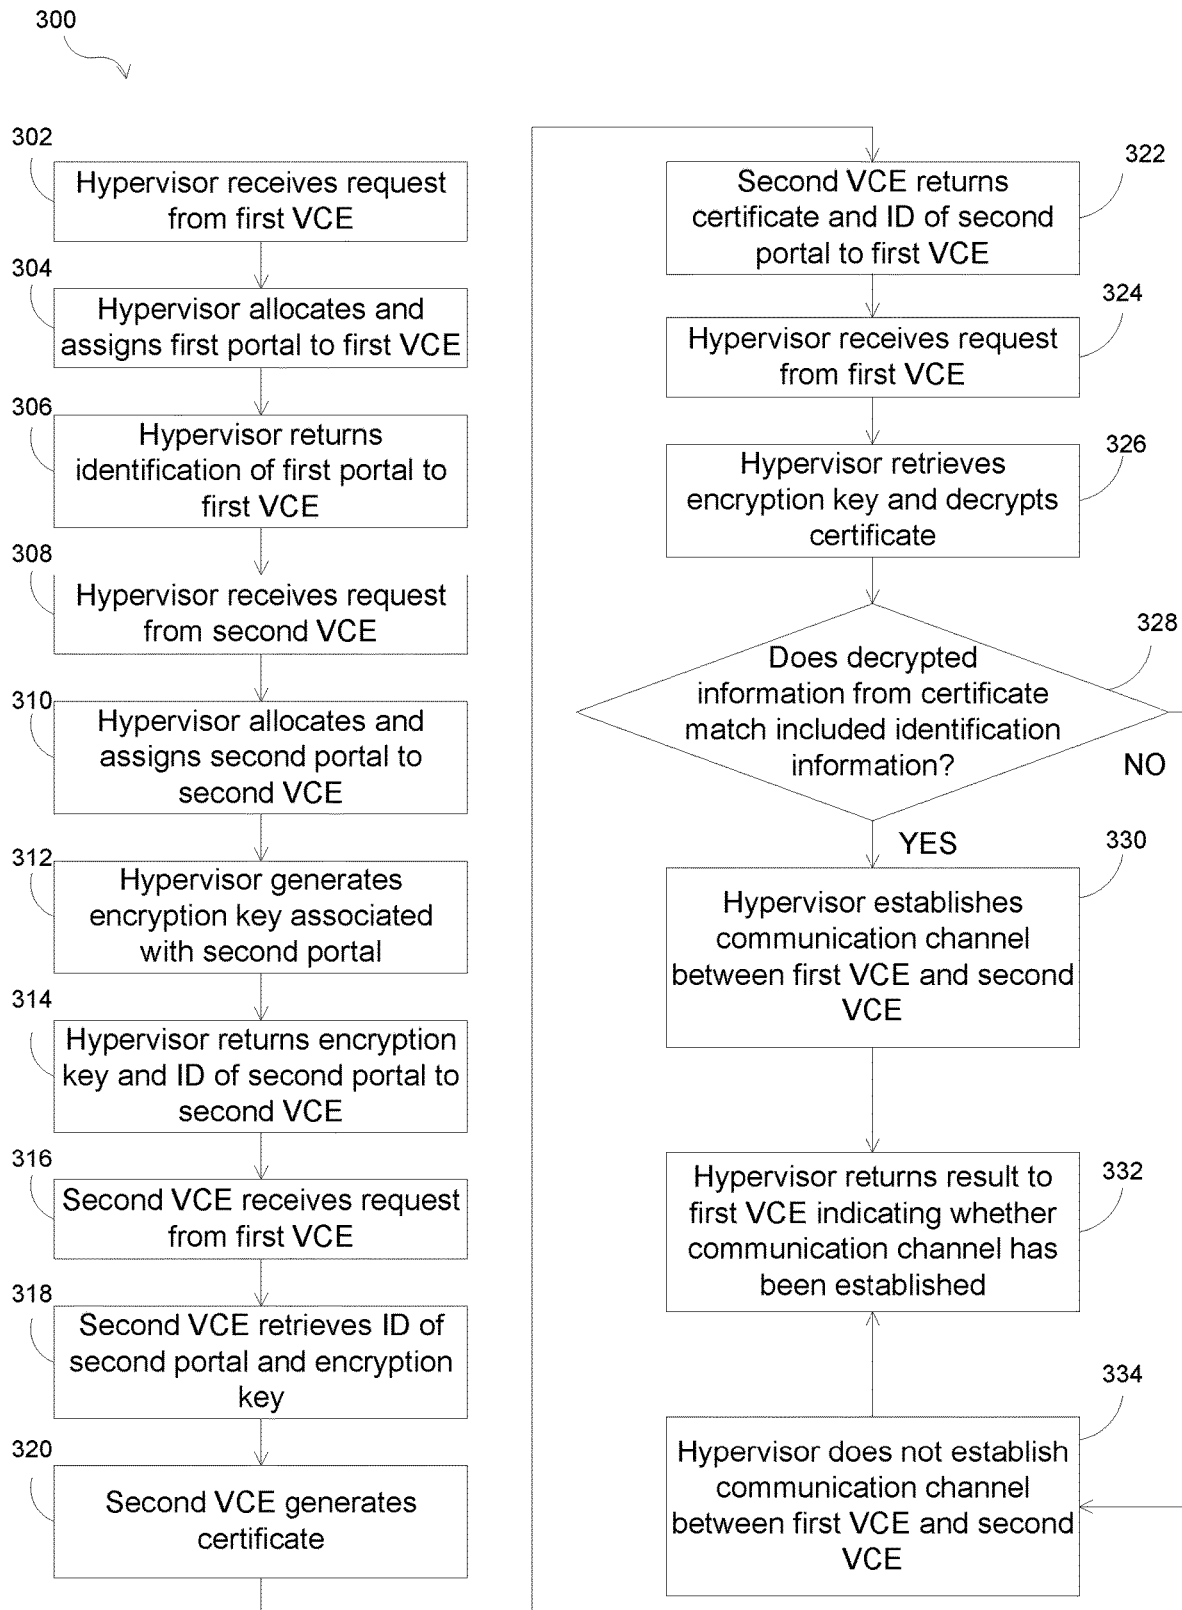 300
302
Hypervisor receives request
from first VCE
304
Hypervisor allocates and
assigns first portal to first VCE
306
Hypervisor returns
identification of first portal to
first VCE
308
Hypervisor receives request
from second VCE
310
Hypervisor allocates and
assigns second portal to
second VCE
312
Hypervisor generates
encryption key associated
with second portal
314
Hypervisor returns encryption
key and ID of second portal to
second VCE
316
Second VCE receives request
from first VCE
318
Second VCE retrieves ID of
second portal and encryption
key
320
Second VCE generates
certificate
322
Second VCE returns
certificate and ID of second
portal to first VCE
324
Hypervisor receives request
from first VCE
326
Hypervisor retrieves
encryption key and decrypts
certificate
328
Does decrypted
information from certificate
match included identification
information?
NO
YES
330
Hypervisor establishes
communication channel
between first VCE and second
VCE
332
Hypervisor returns result to
first VCE indicating whether
communication channel has
been established
334
Hypervisor does not establish
communication channel
between first VCE and second
VCE